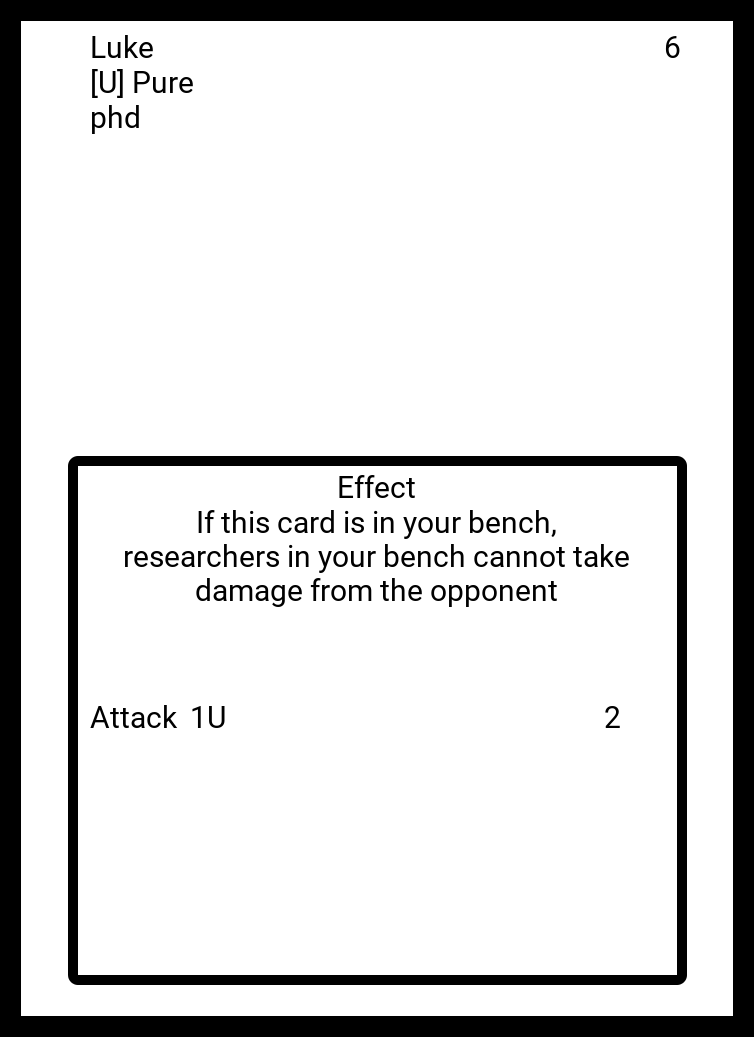 Luke 6
[U] Pure
phd
Effect
If this card is in your bench,
researchers in your bench cannot take
damage from the opponent
Attack 1U 2